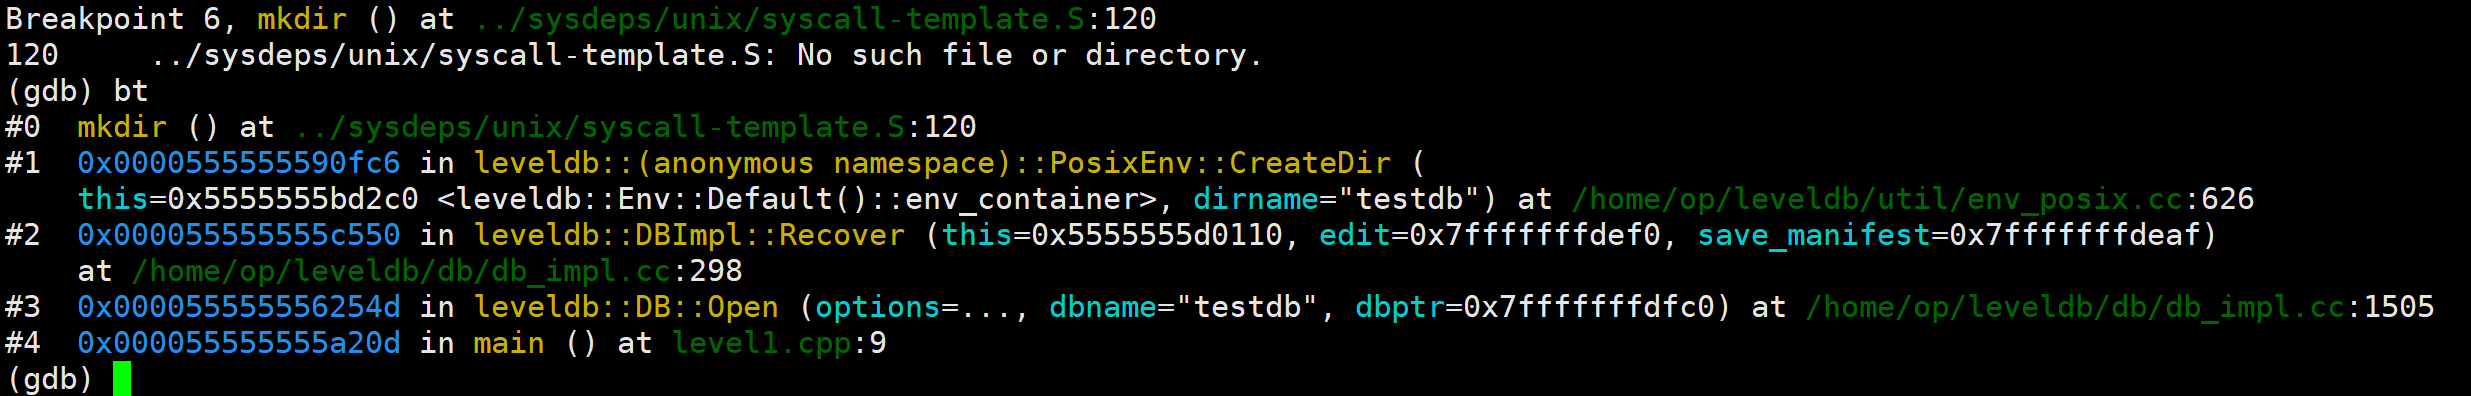 Breakpoint 6, mkdir () at ../sysdeps/unix/syscall-template.S:120
120     ../sysdeps/unix/syscall-template.S: No such file or directory.
(gdb) bt
#0  mkdir () at ../sysdeps/unix/syscall-template.S:120
#1  0x0000555555590fc6 in leveldb::(anonymous namespace)::PosixEnv::CreateDir (
    this=0x5555555bd2c0 <leveldb::Env::Default()::env_container>, dirname="testdb") at /home/op/leveldb/util/env_posix.cc:626
#2  0x000055555555c550 in leveldb::DBImpl::Recover (this=0x5555555d0110, edit=0x7fffffffdef0, save_manifest=0x7fffffffdeaf)
    at /home/op/leveldb/db/db_impl.cc:298
#3  0x000055555556254d in leveldb::DB::Open (options=..., dbname="testdb", dbptr=0x7fffffffdfc0) at /home/op/leveldb/db/db_impl.cc:1505
#4  0x000055555555a20d in main () at level1.cpp:9
(gdb)